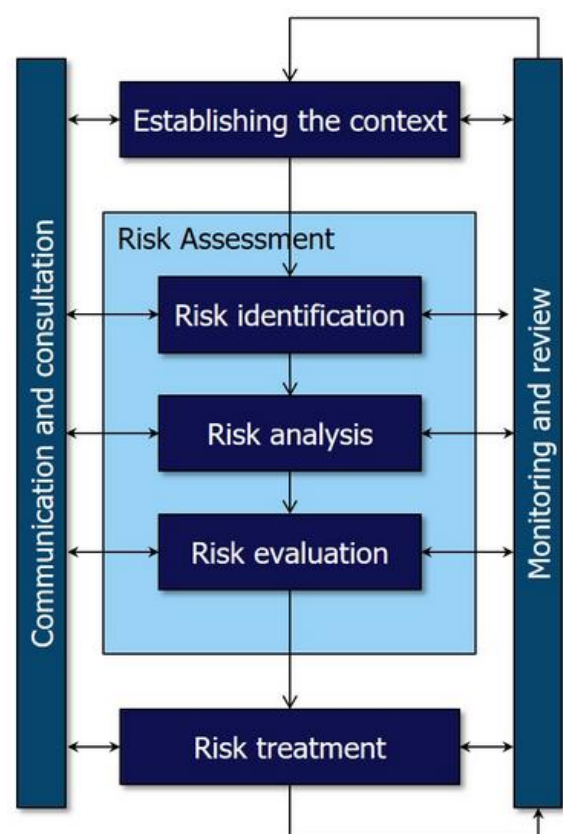 Establishing the context
Risk Assessment
Risk identification
Risk analysis
Risk evaluation
Risk treatment
Communication and consultation
Monitoring and review